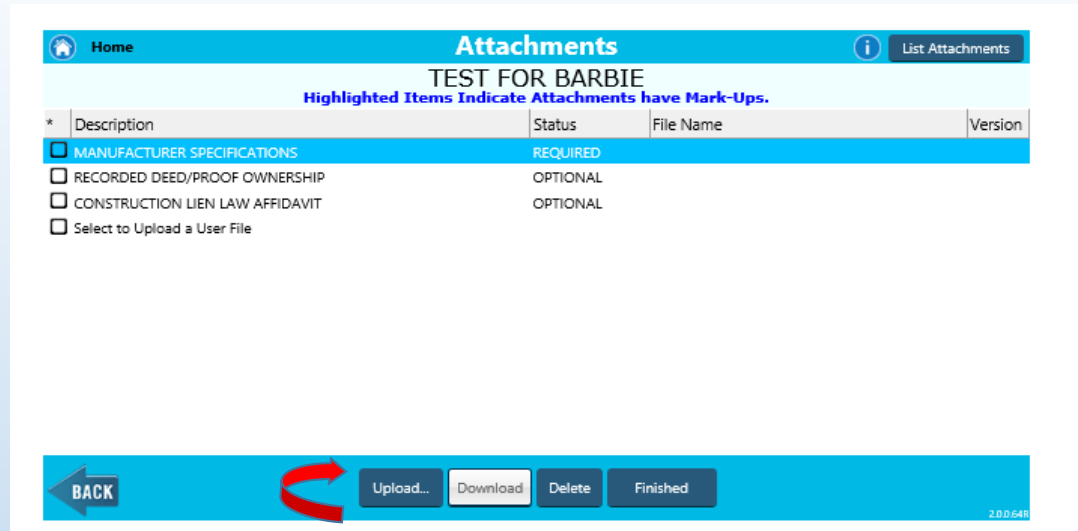 Home Attachments i List Attachments
TEST FOR BARBIE
Highlighted Items Indicate Attachments have Mark-Ups.
* Description Status File Name Version
MANUFACTURER SPECIFICATIONS REQUIRED
RECORDED DEED/PROOF OWNERSHIP OPTIONAL
CONSTRUCTION LIEN LAW AFFIDAVIT OPTIONAL
Select to Upload a User File
BACK Upload... Download Delete Finished
2.0.0.64R